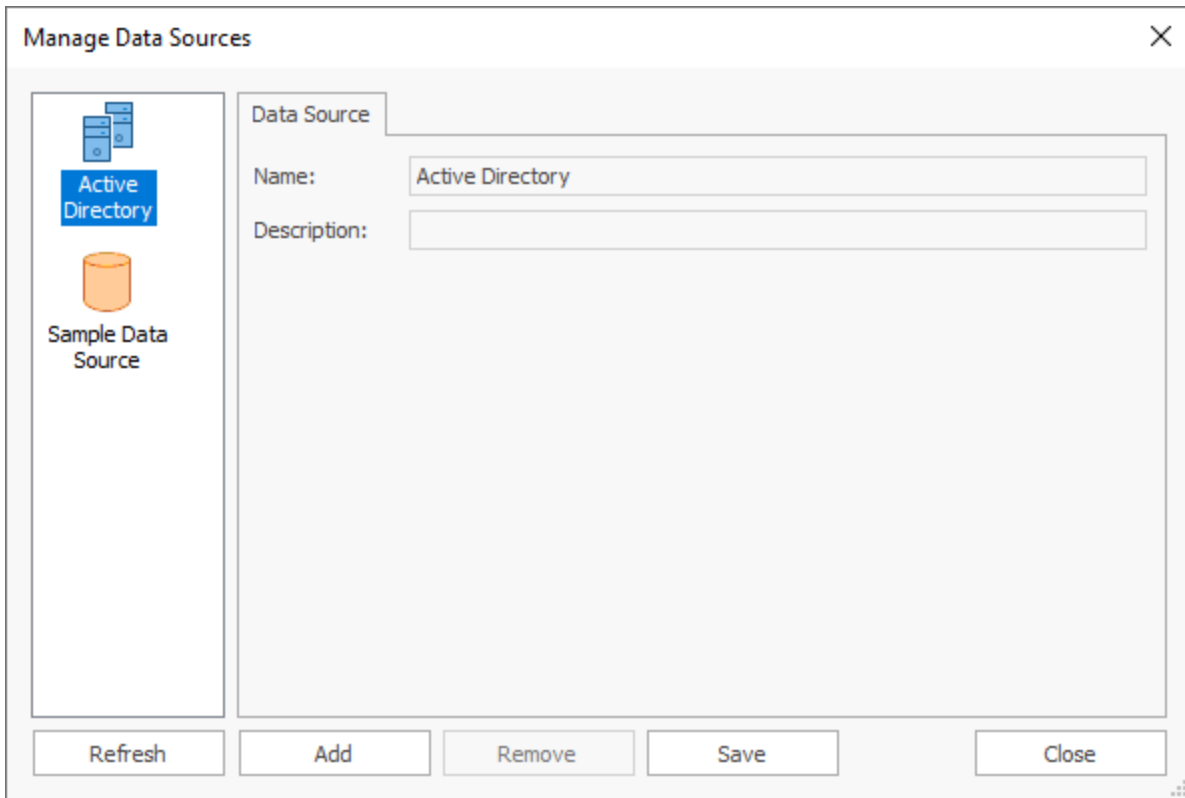 Manage Data Sources
Active
Directory
Sample Data
Source
Data Source
Name:
Active Directory
Description:
Refresh
Add
Remove
Save
Close